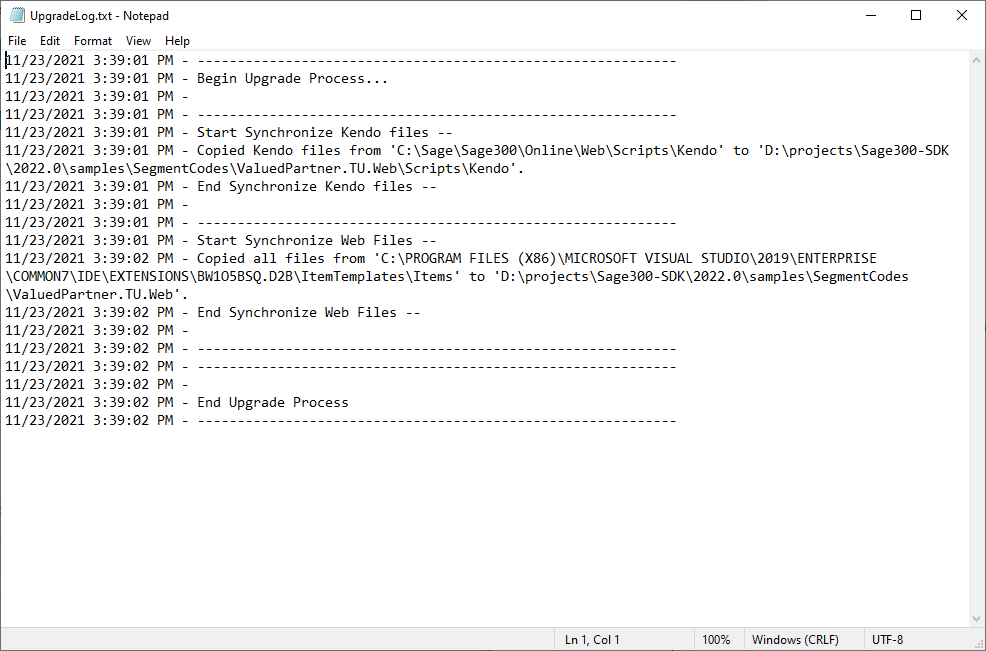 UpgradeLog.txt - Notepad
File Edit Format View Help
11/23/2021 3:39:01 PM - ------------------------------------------------------------
11/23/2021 3:39:01 PM - Begin Upgrade Process...
11/23/2021 3:39:01 PM -
11/23/2021 3:39:01 PM - ------------------------------------------------------------
11/23/2021 3:39:01 PM - Start Synchronize Kendo files --
11/23/2021 3:39:01 PM - Copied Kendo files from 'C:\Sage\Sage300\Online\Web\Scripts\Kendo' to 'D:\projects\Sage300-SDK
\2022.0\samples\SegmentCodes\ValuedPartner.TU.Web\Scripts\Kendo'.
11/23/2021 3:39:01 PM - End Synchronize Kendo files --
11/23/2021 3:39:01 PM -
11/23/2021 3:39:01 PM - ------------------------------------------------------------
11/23/2021 3:39:01 PM - Start Synchronize Web Files --
11/23/2021 3:39:02 PM - Copied all files from 'C:\PROGRAM FILES (X86)\MICROSOFT VISUAL STUDIO\2019\ENTERPRISE
\COMMON7\IDE\EXTENSIONS\BW1O5BSQ.D2B\ItemTemplates\Items' to 'D:\projects\Sage300-SDK\2022.0\samples\SegmentCodes
\ValuedPartner.TU.Web'.
11/23/2021 3:39:02 PM - End Synchronize Web Files --
11/23/2021 3:39:02 PM -
11/23/2021 3:39:02 PM - ------------------------------------------------------------
11/23/2021 3:39:02 PM - ------------------------------------------------------------
11/23/2021 3:39:02 PM -
11/23/2021 3:39:02 PM - End Upgrade Process
11/23/2021 3:39:02 PM - ------------------------------------------------------------
Ln 1, Col 1 100% Windows (CRLF) UTF-8